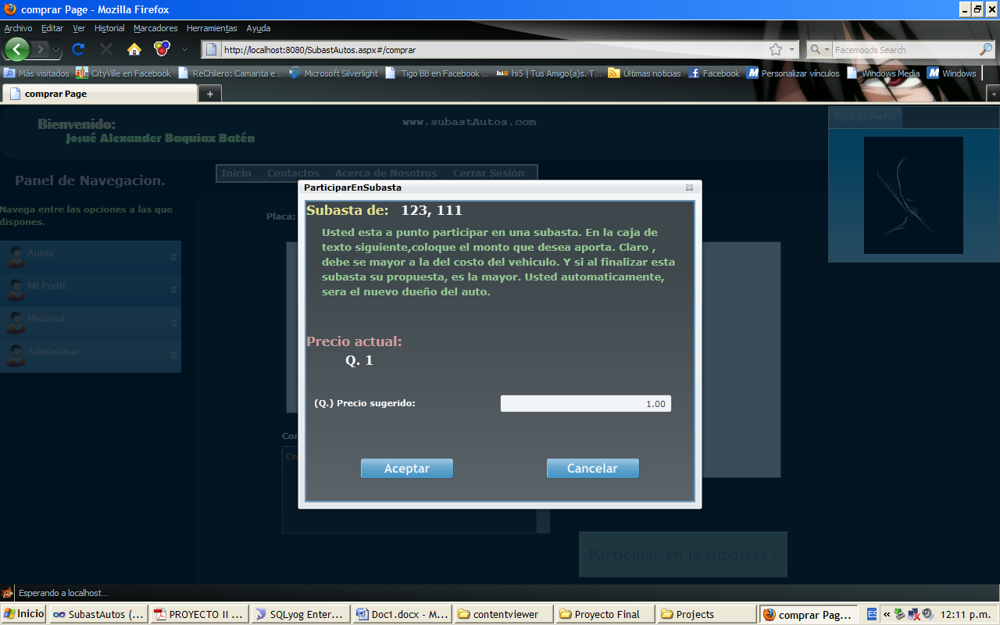 comprar Page - Mozilla Firefox
Archivo Editar Ver Historial Marcadores Herramientas Ayuda
http://localhost:8080/SubastAutos.aspx#/comprar
Facemoods Search
Más visitados CityVille en Facebook ReChilero: Camarita e... Microsoft Silverlight Tigo BB en Facebook ... hi5 | Tus Amigo(a)s. T... Últimas noticias Facebook Personalizar vínculos Windows Media Windows
comprar Page
Bienvenido:
Josué Alexander Baquiax Batén
www.subastAutos.com
Foto de Perfil!
Panel de Navegacion.
Inicio Contactos Acerca de Nosotros Cerrar Sesión
Navega entre las opciones a las que
dispones.
Autos
Mi Perfil
Historial
Administrar
Placa:
ParticiparEnSubasta
Subasta de: 123, 111
Usted esta a punto participar en una subasta. En la caja de
texto siguiente,coloque el monto que desea aporta. Claro ,
debe se mayor a la del costo del vehiculo. Y si al finalizar esta
subasta su propuesta, es la mayor. Usted automaticamente,
sera el nuevo dueño del auto.
Precio actual:
Q. 1
(Q.) Precio sugerido: 1.00
Aceptar Cancelar
Participar en la subasta>>
Esperando a localhost...
Inicio SubastAutos (... PROYECTO II ... SQLyog Enter... Doc1.docx - M... contentviewer Proyecto Final Projects comprar Pag... ES « 12:11 p.m.